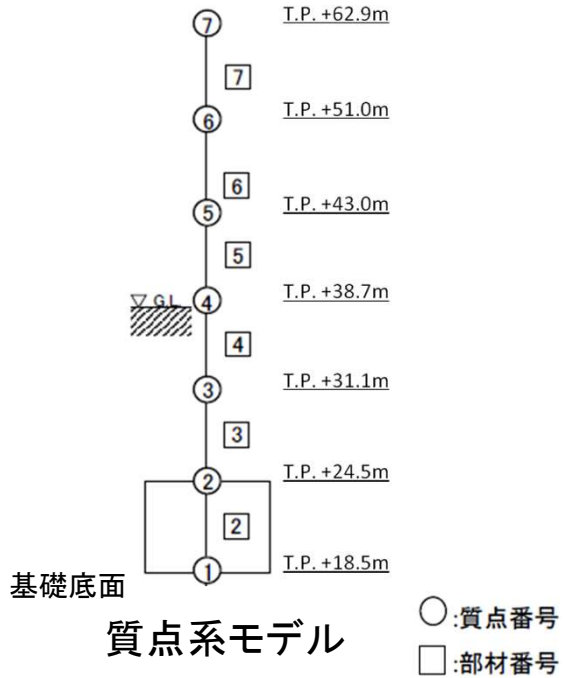 ⑦ T.P. +62.9m
7
⑥ T.P. +51.0m
6
⑤ T.P. +43.0m
5
▽ G.L. ④ T.P. +38.7m
4
③ T.P. +31.1m
3
② T.P. +24.5m
2
① T.P. +18.5m
基礎底面
質点系モデル
○:質点番号
□:部材番号